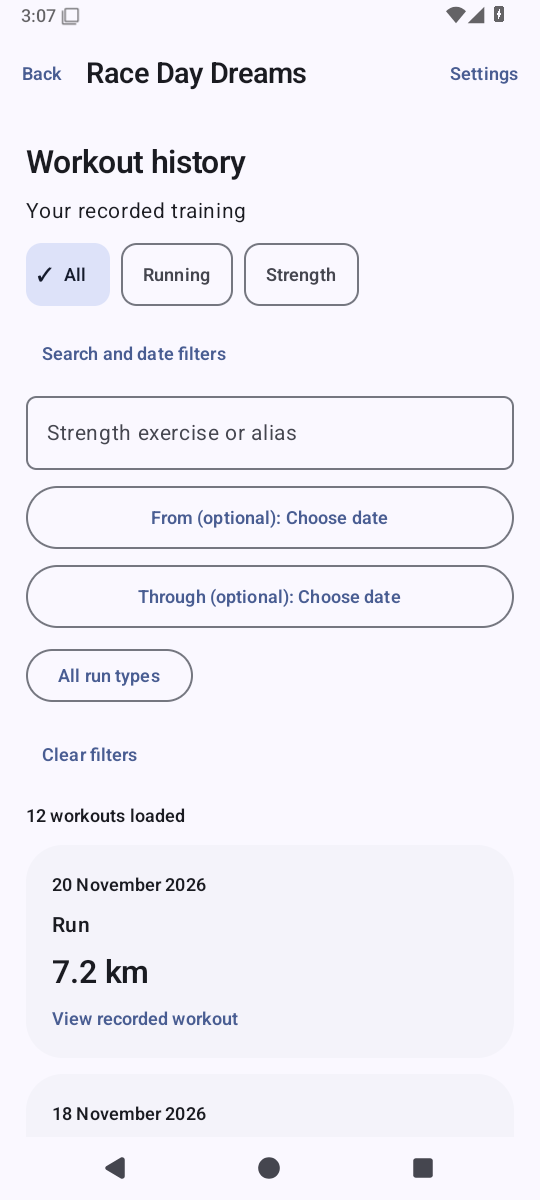 3:07
Back Race Day Dreams Settings
Workout history
Your recorded training
✓ All Running Strength
Search and date filters
Strength exercise or alias
From (optional): Choose date
Through (optional): Choose date
All run types
Clear filters
12 workouts loaded
20 November 2026
Run
7.2 km
View recorded workout
18 November 2026